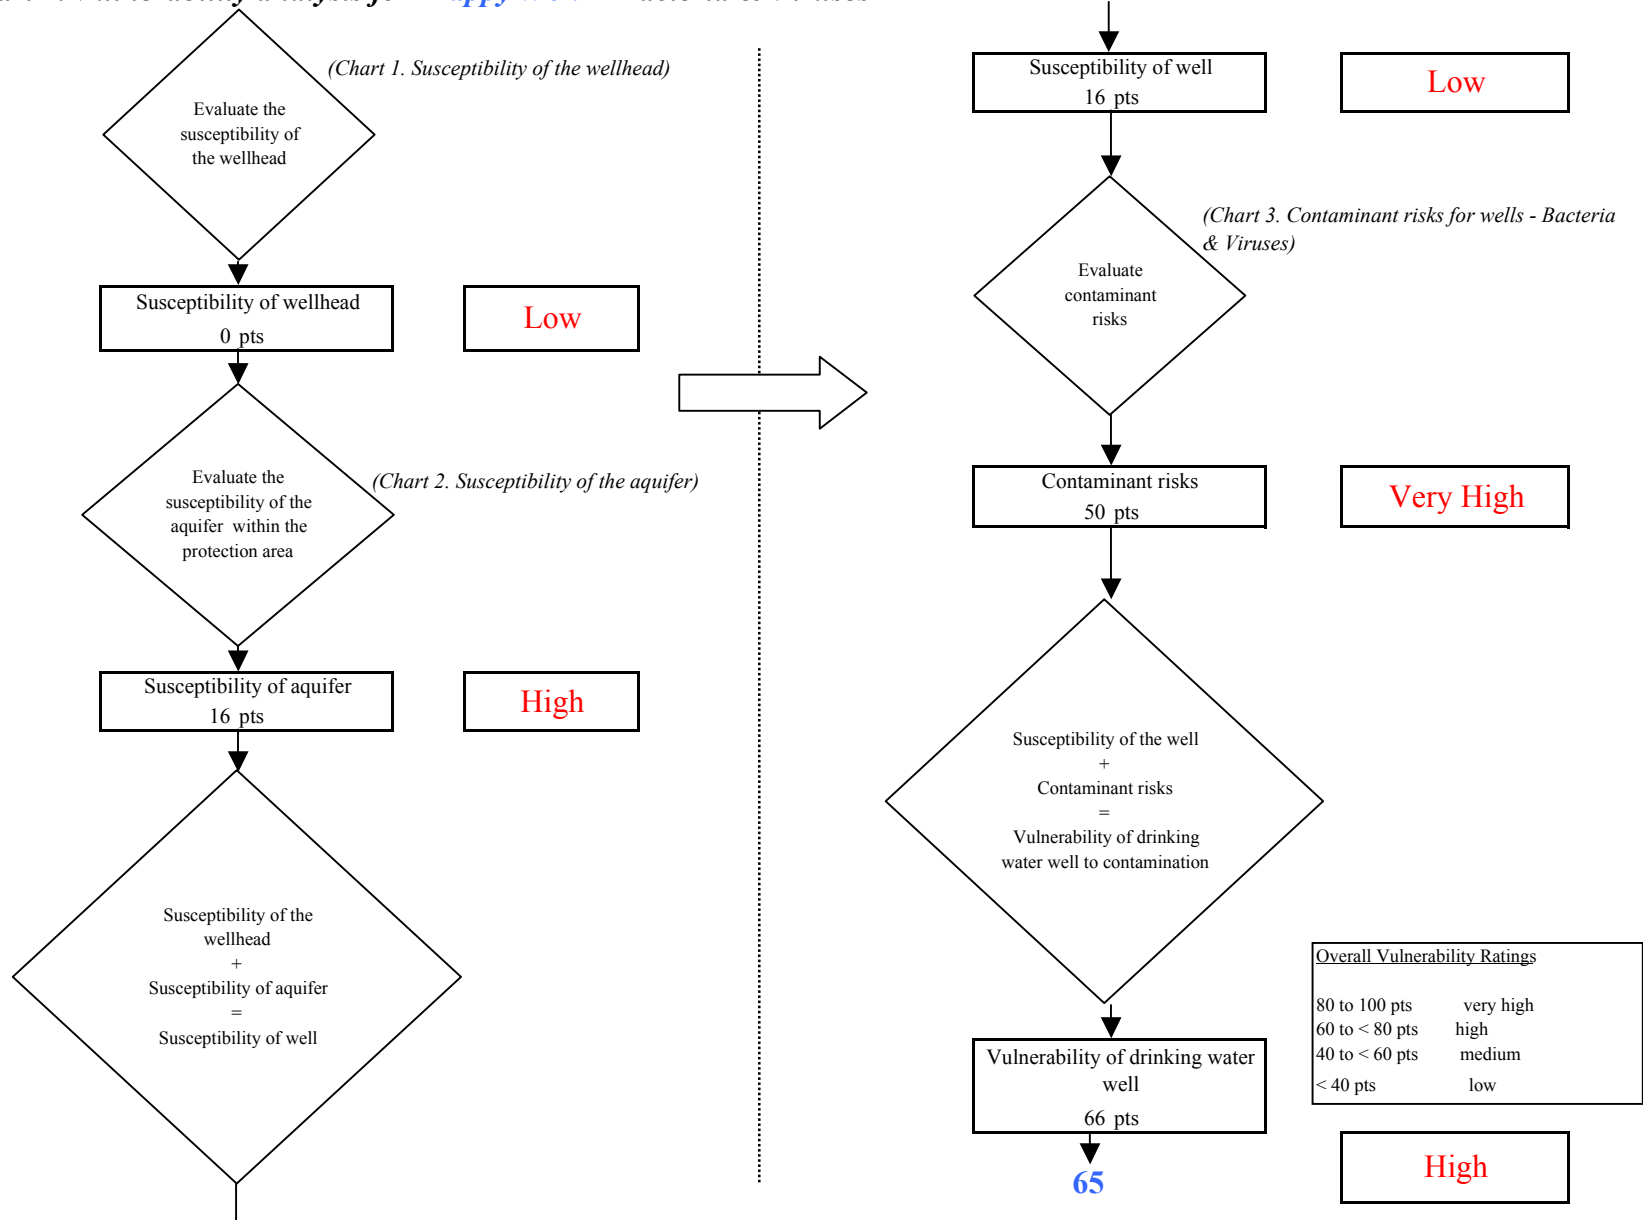 (Chart 1. Susceptibility of the wellhead)
Evaluate the
susceptibility of
the wellhead
Susceptibility of wellhead
0 pts
Low
Evaluate the
susceptibility of the
aquifer within the
protection area
(Chart 2. Susceptibility of the aquifer)
Susceptibility of aquifer
16 pts
High
Susceptibility of the
wellhead
+
Susceptibility of aquifer
=
Susceptibility of well
Susceptibility of well
16 pts
Low
(Chart 3. Contaminant risks for wells - Bacteria
& Viruses)
Evaluate
contaminant
risks
Contaminant risks
50 pts
Very High
Susceptibility of the well
+
Contaminant risks
=
Vulnerability of drinking
water well to contamination
Overall Vulnerability Ratings
80 to 100 pts very high
60 to < 80 pts high
40 to < 60 pts medium
< 40 pts low
Vulnerability of drinking water
well
66 pts
65
High